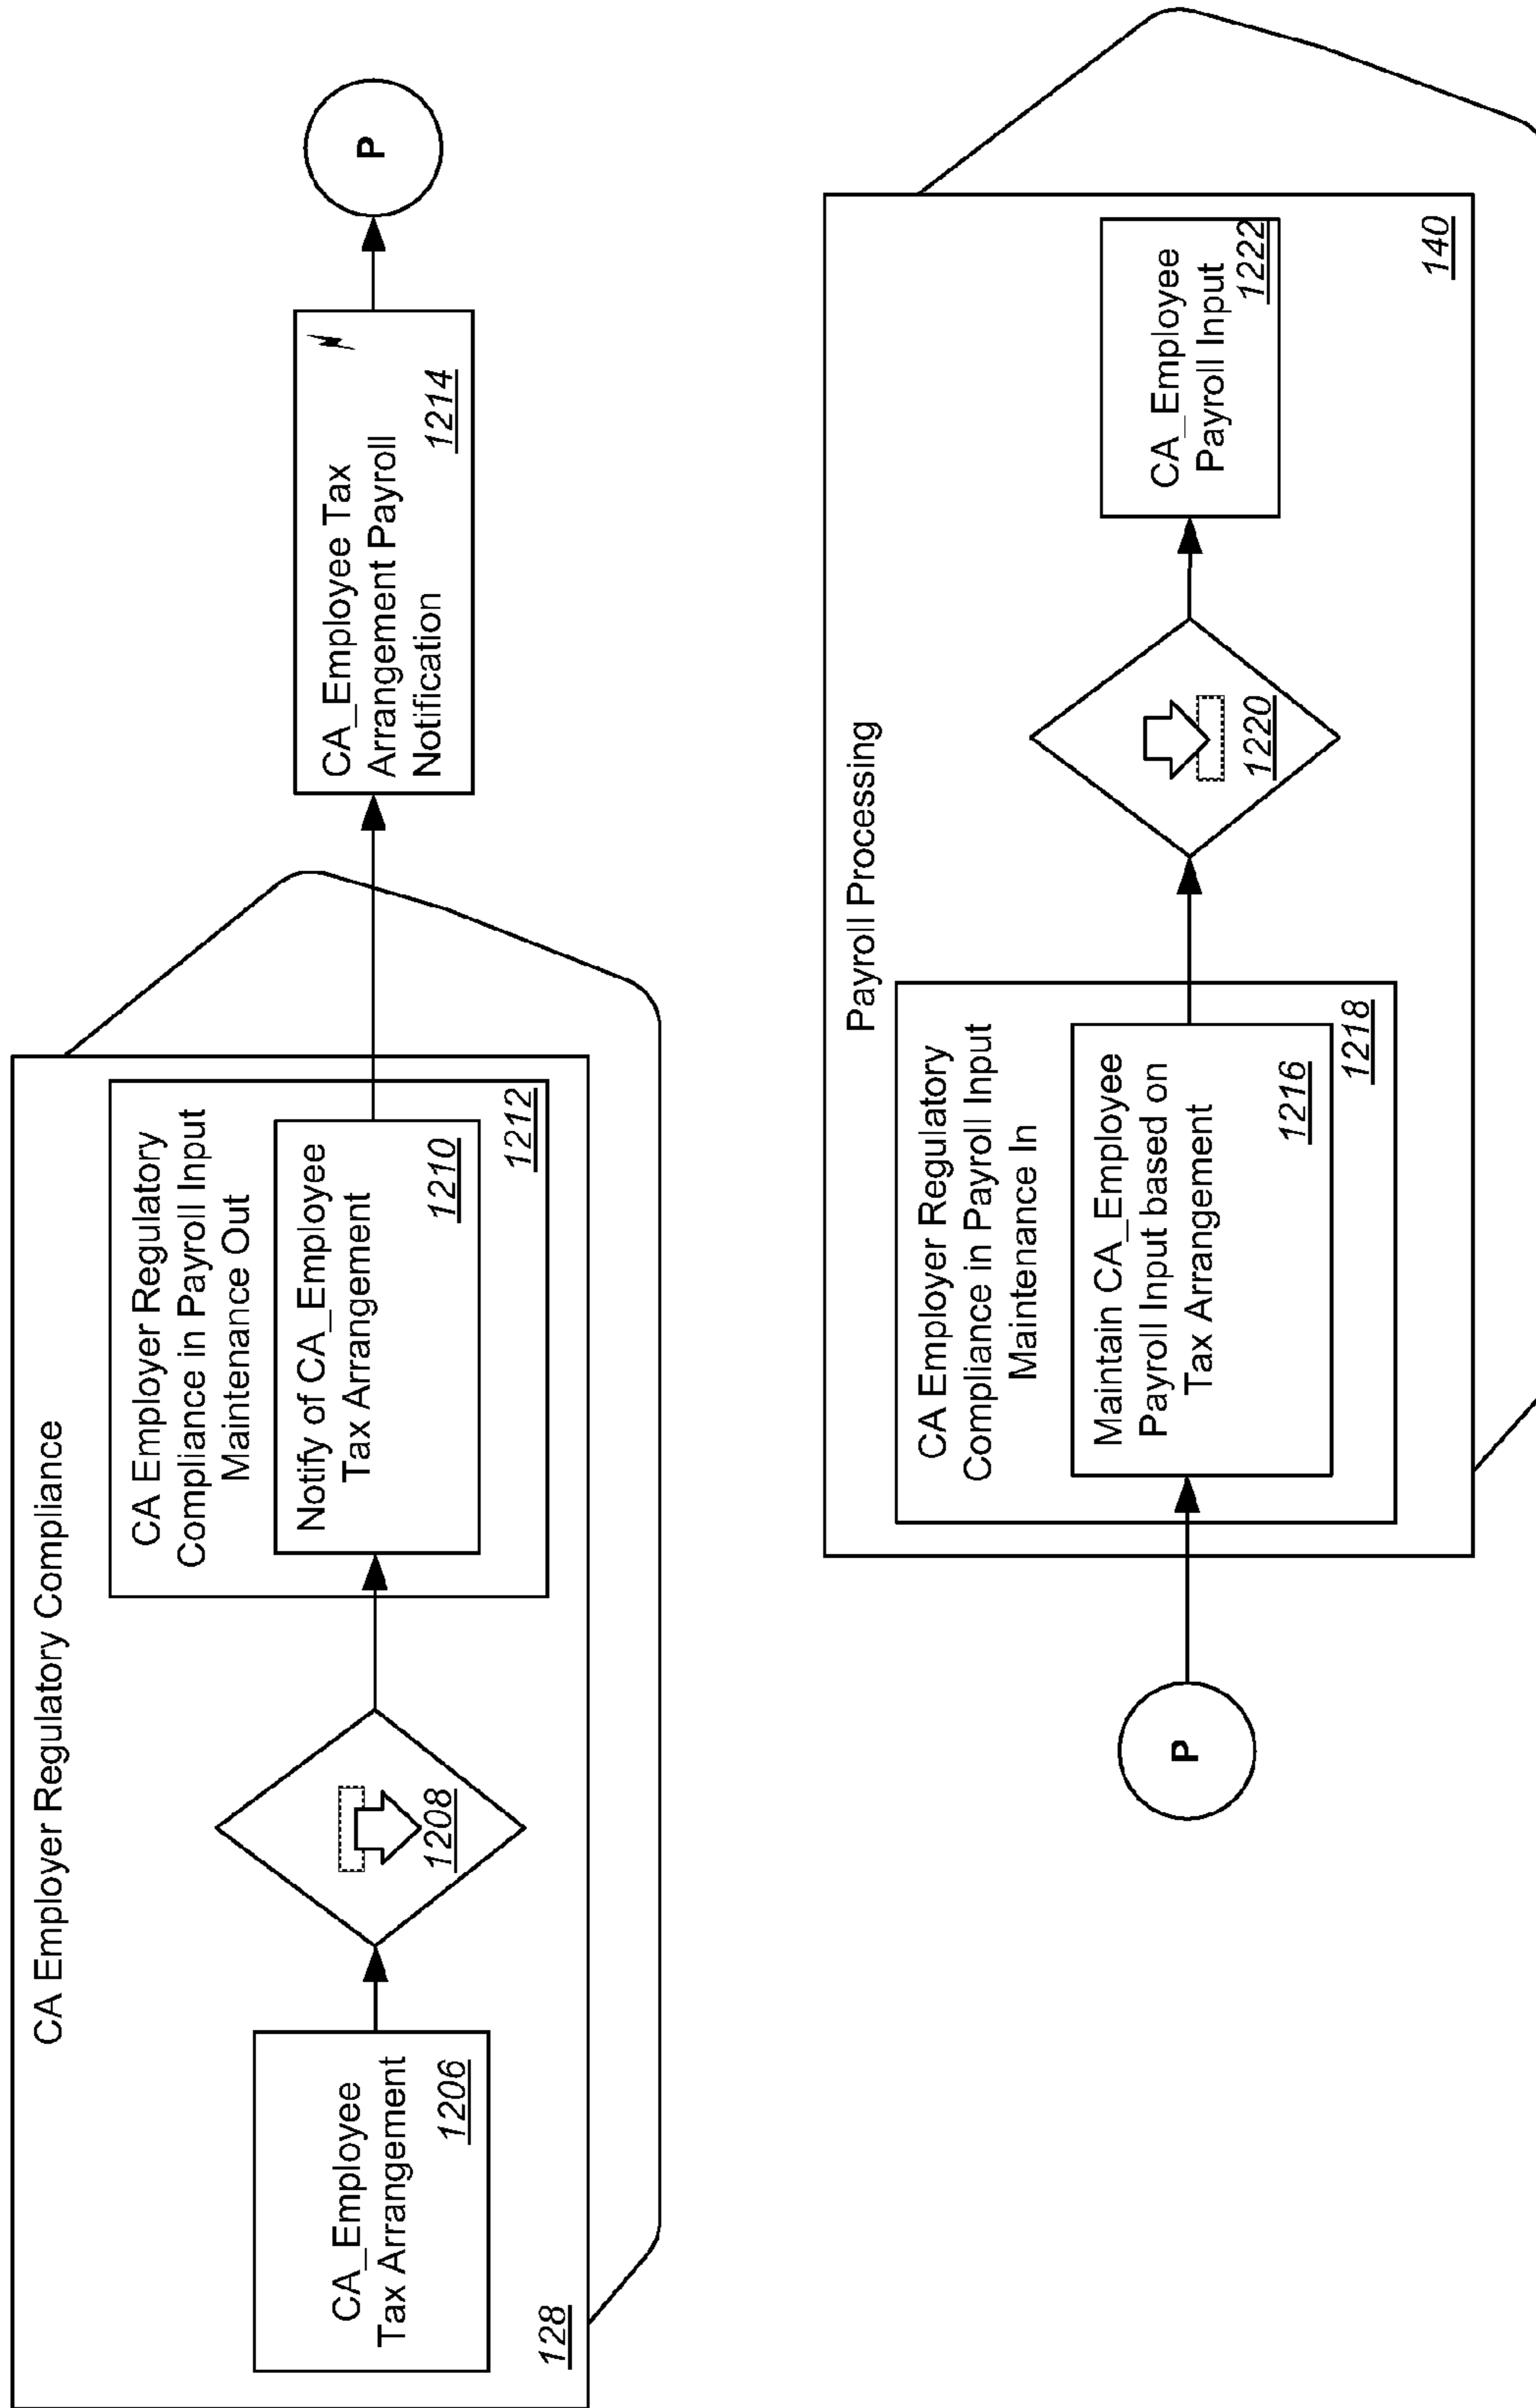 CA Employer Regulatory Compliance
CA_Employee
Tax Arrangement
1206
1208
CA Employer Regulatory
Compliance in Payroll Input
Maintenance Out
Notify of CA_Employee
Tax Arrangement
1210
1212
128
CA_Employee Tax
Arrangement Payroll
Notification
1214
P
P
Payroll Processing
CA Employer Regulatory
Compliance in Payroll Input
Maintenance In
Maintain CA_Employee
Payroll Input based on
Tax Arrangement
1216
1218
1220
CA_Employee
Payroll Input
1222
140